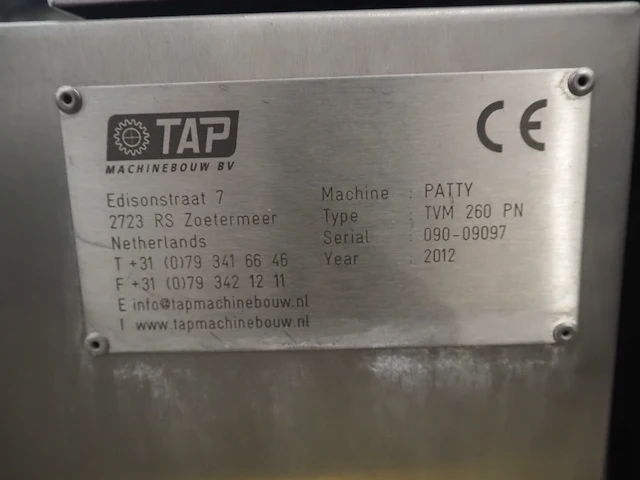 TAP
MACHINEBOUW BV
CE
Edisonstraat 7
2723 RS Zoetermeer
Netherlands
T +31 (0)79 341 66 46
F +31 (0)79 342 12 11
E info@tapmachinebouw.nl
I www.tapmachinebouw.nl
Machine : PATTY
Type : TVM 260 PN
Serial : 090-09097
Year : 2012